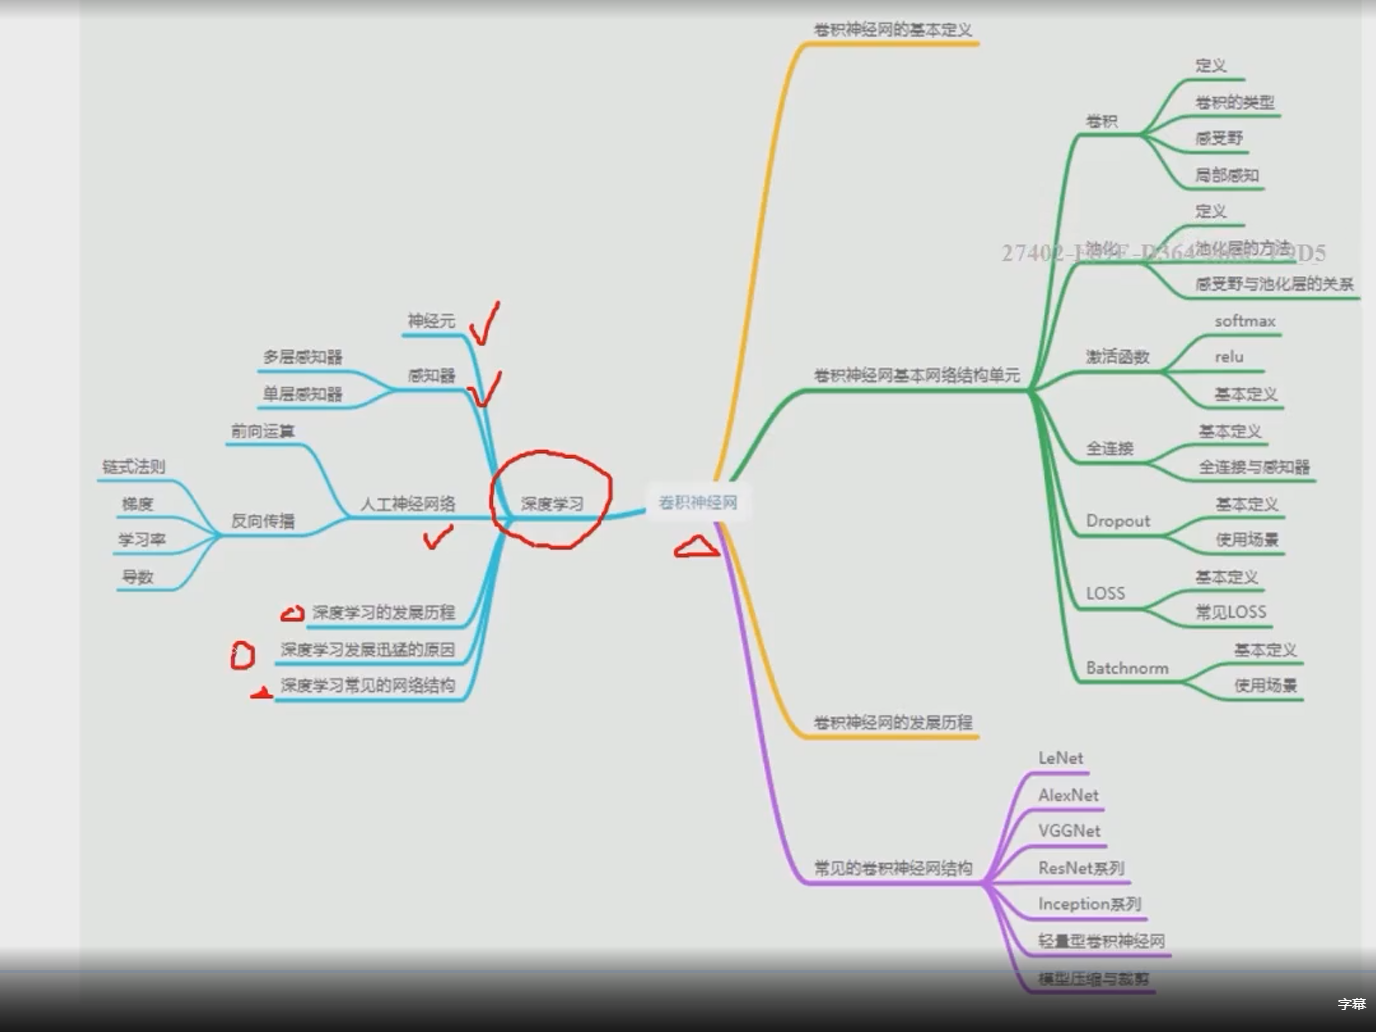 卷积神经网的基本定义
定义
卷积的类型
卷积
感受野
局部感知
定义
池化
池化层的方法
感受野与池化层的关系
softmax
激活函数
relu
卷积神经网基本网络结构单元
基本定义
基本定义
全连接
全连接与感知器
基本定义
Dropout
使用场景
基本定义
LOSS
常见LOSS
基本定义
Batchnorm
使用场景
神经元
多层感知器
感知器
单层感知器
前向运算
链式法则
梯度
人工神经网络
深度学习
卷积神经网
反向传播
学习率
导数
深度学习的发展历程
深度学习发展迅猛的原因
深度学习常见的网络结构
卷积神经网的发展历程
LeNet
AlexNet
VGGNet
常见的卷积神经网结构
ResNet系列
Inception系列
轻量型卷积神经网
模型压缩与裁剪
字幕